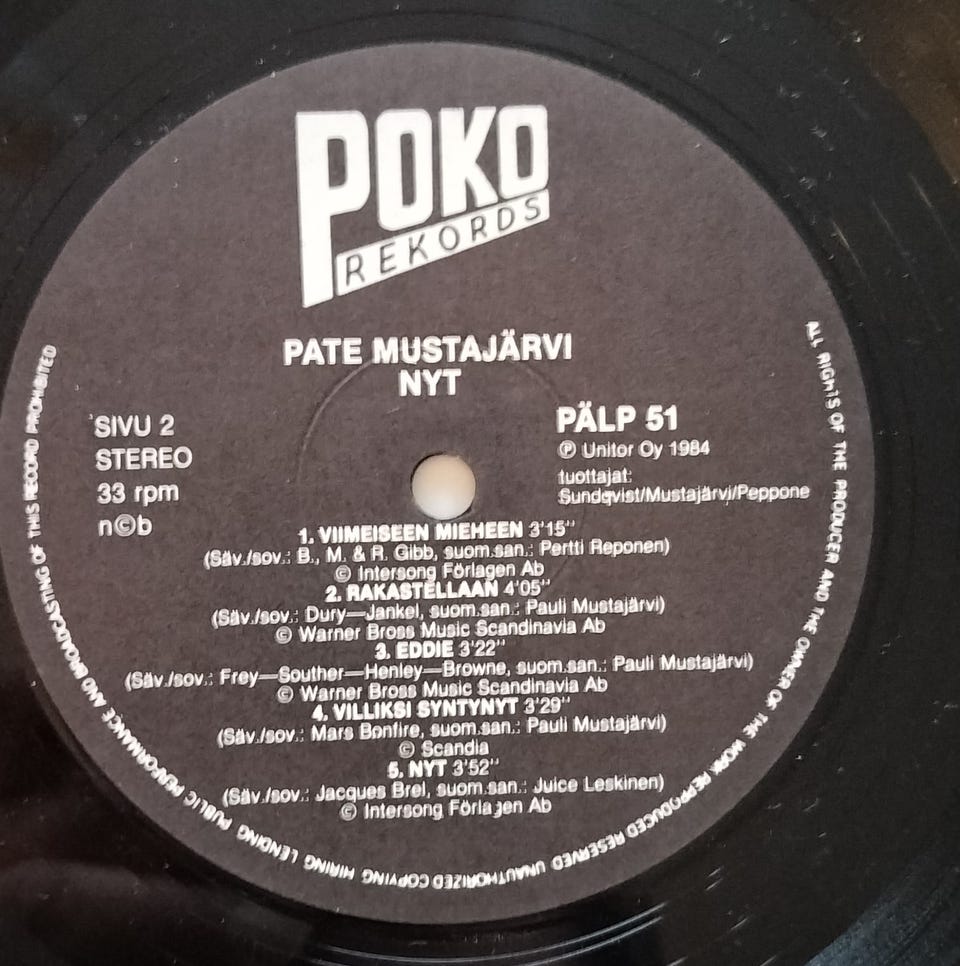 POKO
REKORDS
PATE MUSTAJÄRVI
NYT
SIVU 2
STEREO
33 rpm
n©b
PÄLP 51
℗ Unitor Oy 1984
tuottajat:
Sundqvist/Mustajärvi/Peppone
1. VIIMEISEEN MIEHEEN 3'15"
(Säv./sov.: B., M. & R. Gibb, suom.san.: Pertti Reponen)
© Intersong Förlagen Ab
2. RAKASTELLAAN 4'05"
(Säv./sov.: Dury—Jankel, suom.san.: Pauli Mustajärvi)
© Warner Bross Music Scandinavia Ab
3. EDDIE 3'22"
(Säv./sov.: Frey—Souther—Henley—Browne, suom.san.: Pauli Mustajärvi)
© Warner Bross Music Scandinavia Ab
4. VILLIKSI SYNTYNYT 3'29"
(Säv./sov.: Mars Bonfire, suom.san.: Pauli Mustajärvi)
© Scandia
5. NYT 3'52"
(Säv./sov.: Jacques Brel, suom.san.: Juice Leskinen)
© Intersong Förlagen Ab
ALL RIGHTS OF THE PRODUCER AND THE OWNER OF THE WORK REPRODUCED RESERVED UNAUTHORIZED COPYING HIRING LENDING PUBLIC PERFORMANCE AND BROADCASTING OF THIS RECORD PROHIBITED